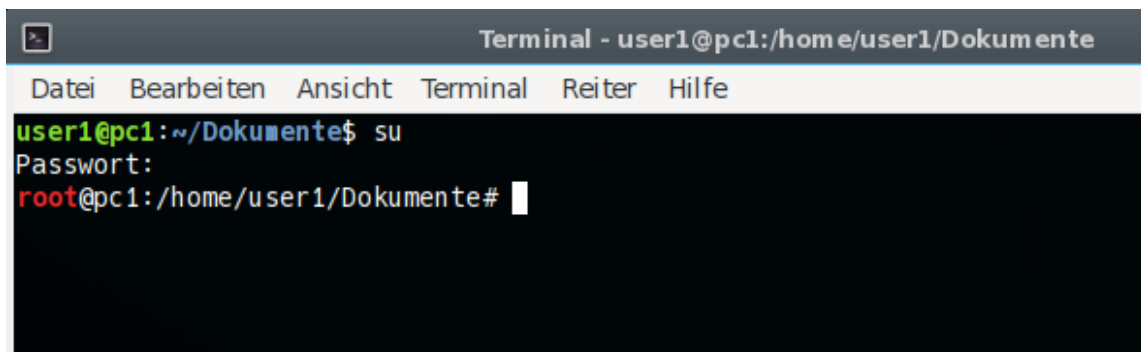 Terminal - user1@pc1:/home/user1/Dokumente
Datei Bearbeiten Ansicht Terminal Reiter Hilfe
user1@pc1:~/Dokumente$ su
Passwort:
root@pc1:/home/user1/Dokumente#